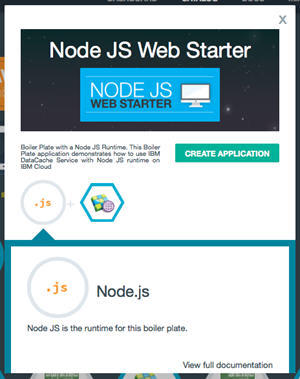 X
Node JS Web Starter
NODE JS
WEB STARTER
Boiler Plate with a Node JS Runtime. This Boiler
Plate application demonstrates how to use IBM
DataCache Service with Node JS runtime on
IBM Cloud
CREATE APPLICATION
.js
+
.js
Node.js
Node JS is the runtime for this boiler plate.
View full documentation